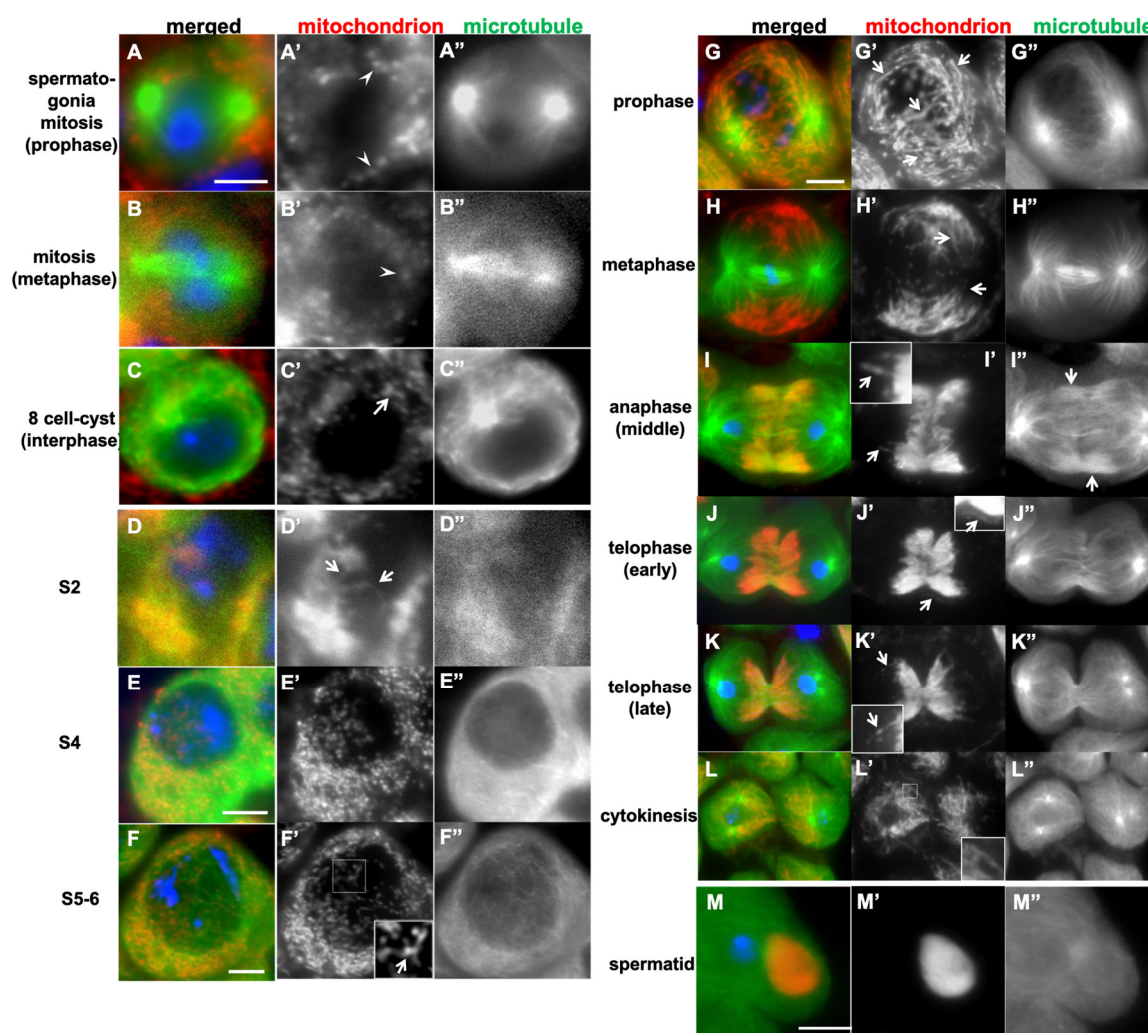 merged mitochondrion microtubule
spermato-
gonia
mitosis
(prophase)
A A’ A”
mitosis
(metaphase)
B B’ B”
8 cell-cyst
(interphase)
C C’ C”
S2
D D’ D”
S4
E E’ E”
S5-6
F F’ F”
merged mitochondrion microtubule
prophase
G G’ G”
metaphase
H H’ H”
anaphase
(middle)
I I’ I”
telophase
(early)
J J’ J”
telophase
(late)
K K’ K”
cytokinesis
L L’ L”
spermatid
M M’ M”